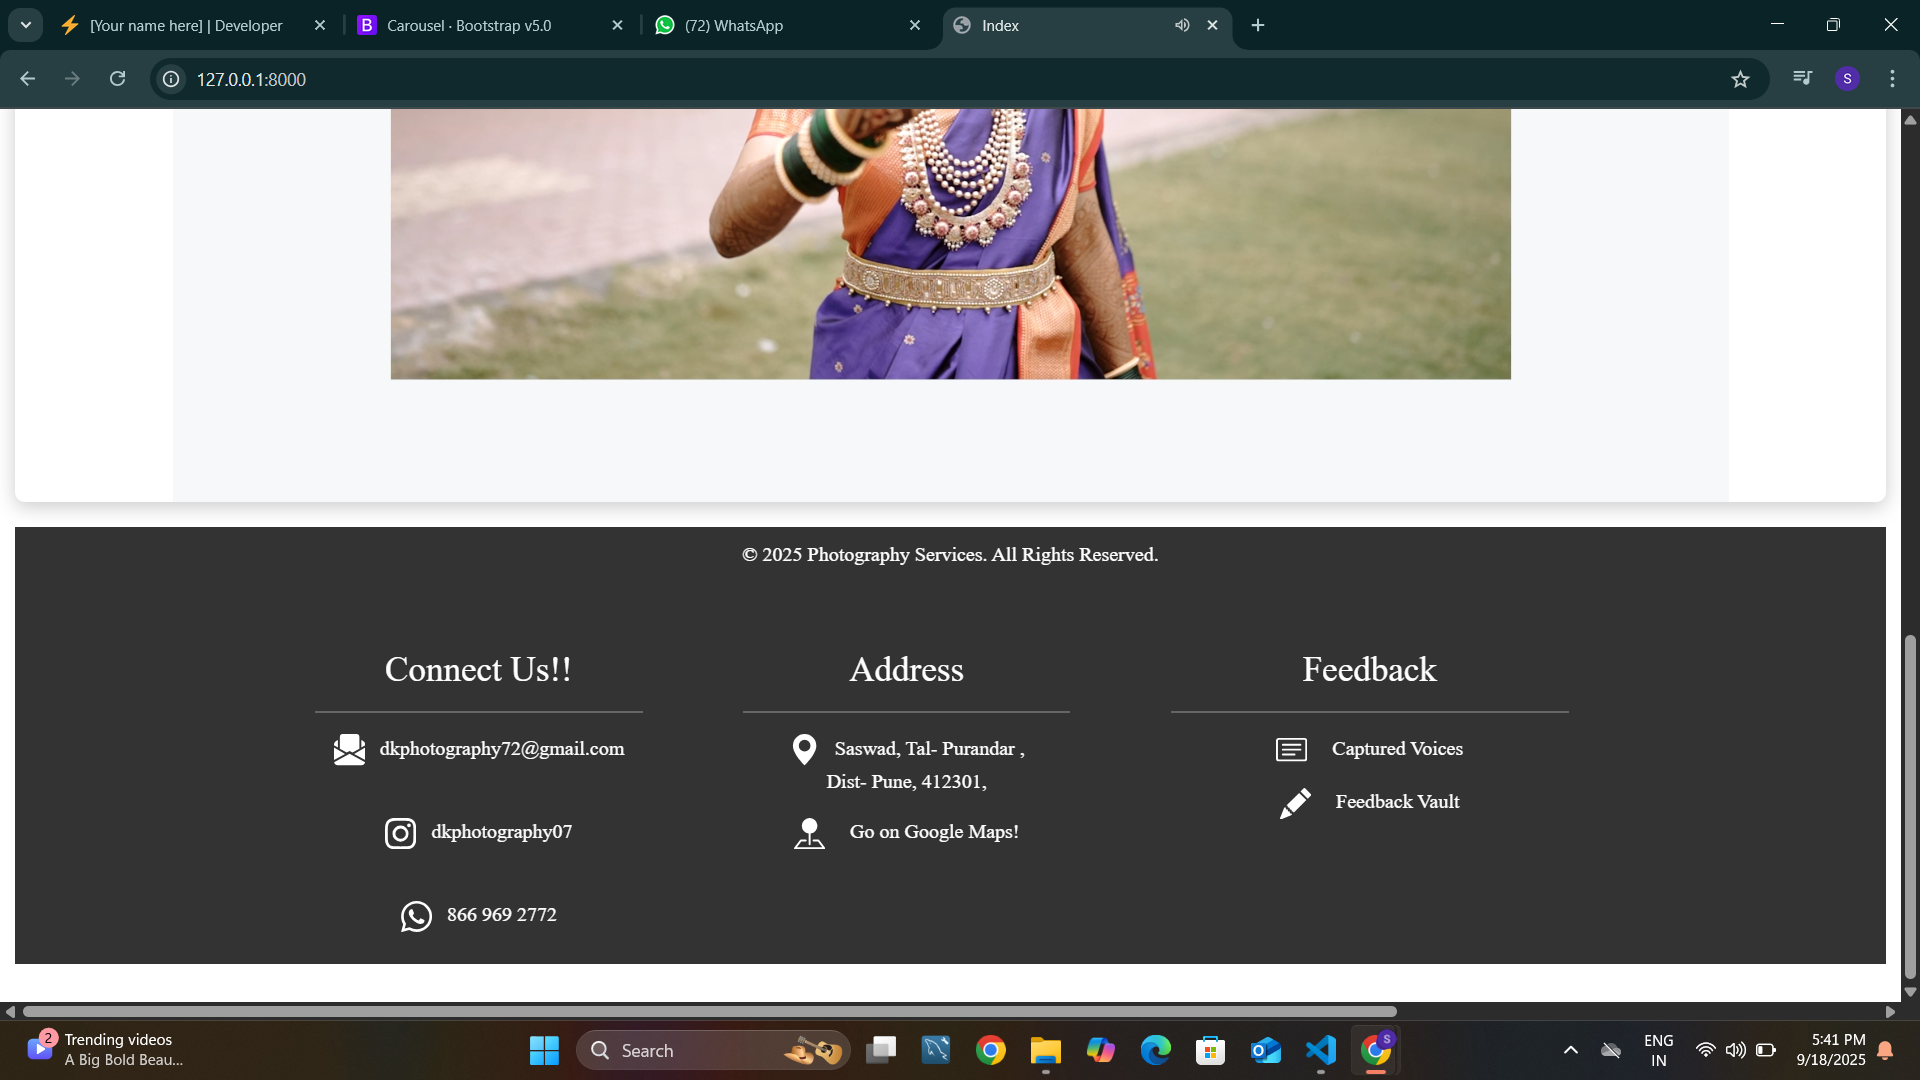 [Your name here] | Developer
Carousel · Bootstrap v5.0
(72) WhatsApp
Index
127.0.0.1:8000
S
© 2025 Photography Services. All Rights Reserved.
Connect Us!!
dkphotography72@gmail.com
dkphotography07
866 969 2772
Address
Saswad, Tal- Purandar ,
Dist- Pune, 412301,
Go on Google Maps!
Feedback
Captured Voices
Feedback Vault
2
Trending videos
A Big Bold Beau...
Search
S
ENG
IN
5:41 PM
9/18/2025